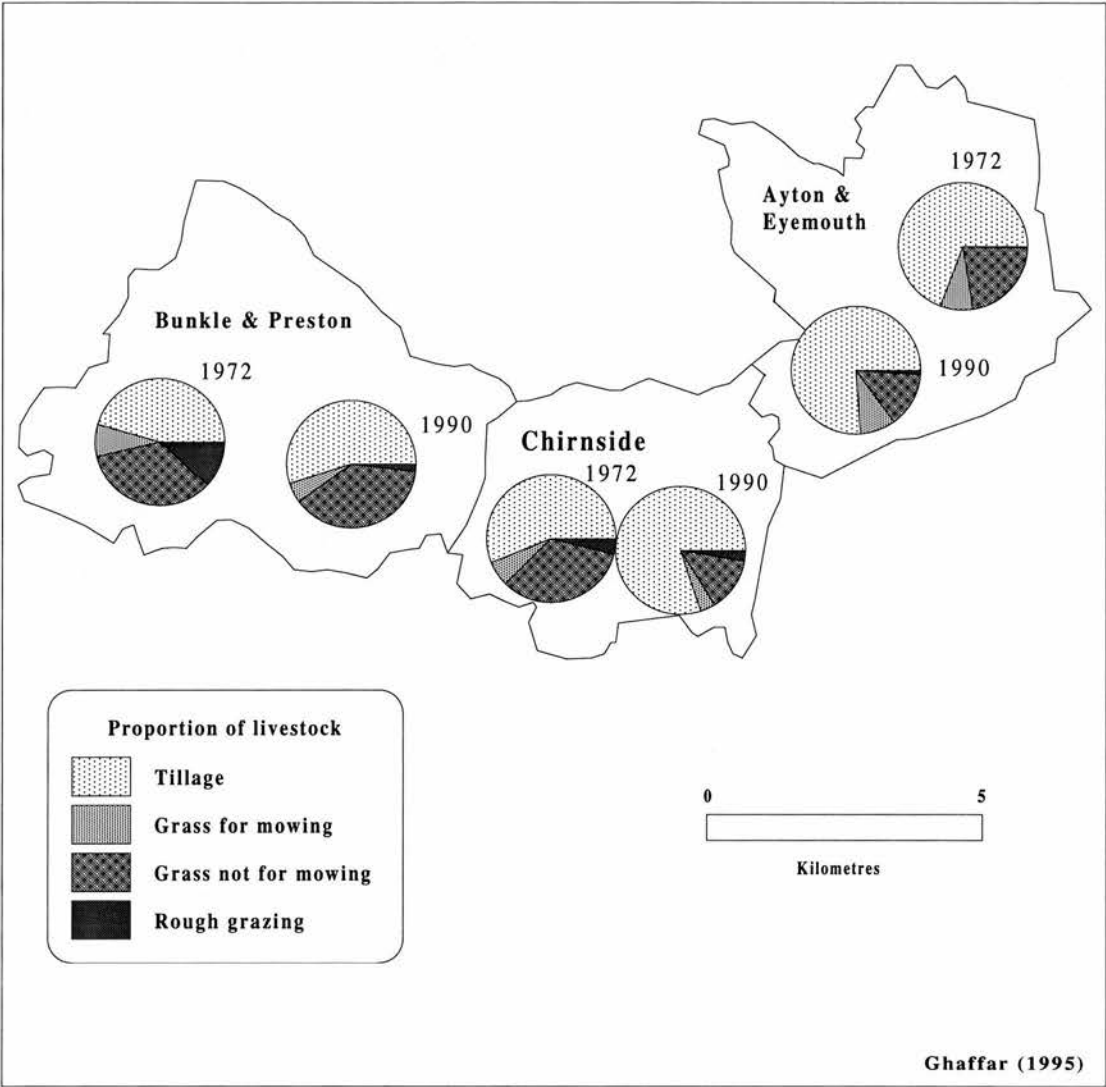 1972
Ayton &
Eyemouth
Bunkle & Preston
1972
1990
1990
Chirnside
1972
1990
Proportion of livestock
Tillage
Grass for mowing
Grass not for mowing
Rough grazing
0 5
Kilometres
Ghaffar (1995)